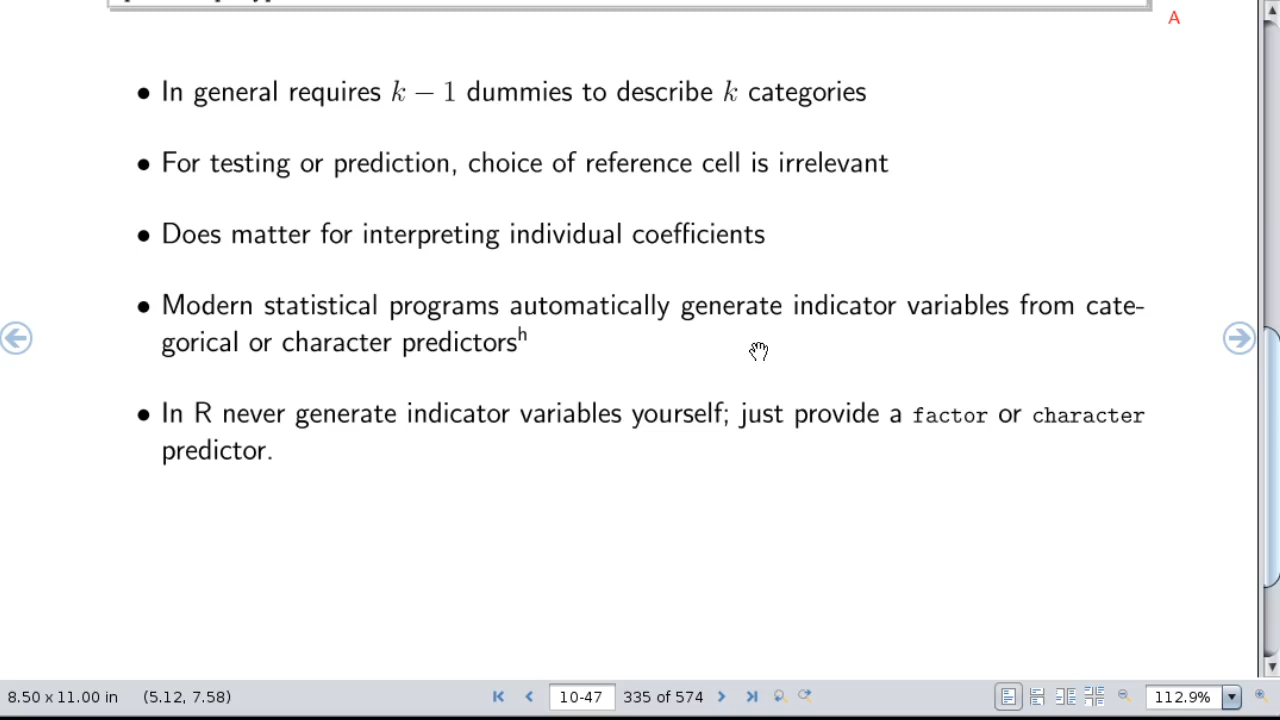 A
• In general requires k − 1 dummies to describe k categories
• For testing or prediction, choice of reference cell is irrelevant
• Does matter for interpreting individual coefficients
• Modern statistical programs automatically generate indicator variables from cate-
gorical or character predictorsʰ
• In R never generate indicator variables yourself; just provide a factor or character
predictor.
8.50 x 11.00 in (5.12, 7.58) 10-47 335 of 574 112.9%